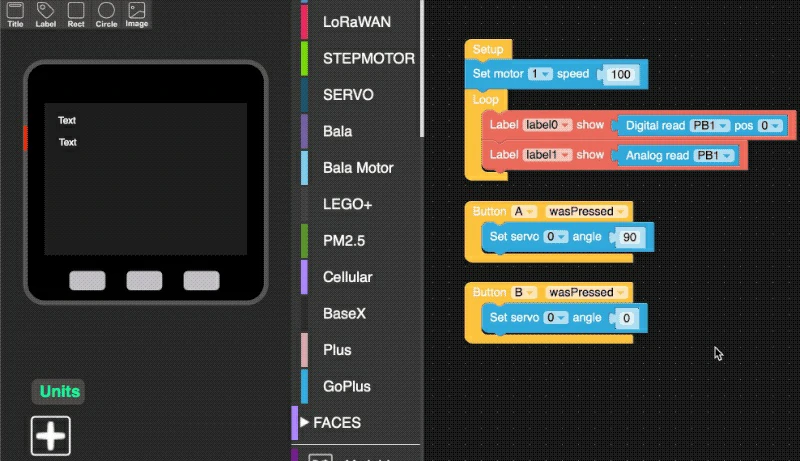 Title Label Rect Circle Image
Text
Text
Units
LoRaWAN
STEPMOTOR
SERVO
Bala
Bala Motor
LEGO+
PM2.5
Cellular
BaseX
Plus
GoPlus
FACES
Setup
Set motor 1 speed 100
Loop
Label label0 show Digital read PB1 pos 0
Label label1 show Analog read PB1
Button A wasPressed
Set servo 0 angle 90
Button B wasPressed
Set servo 0 angle 0